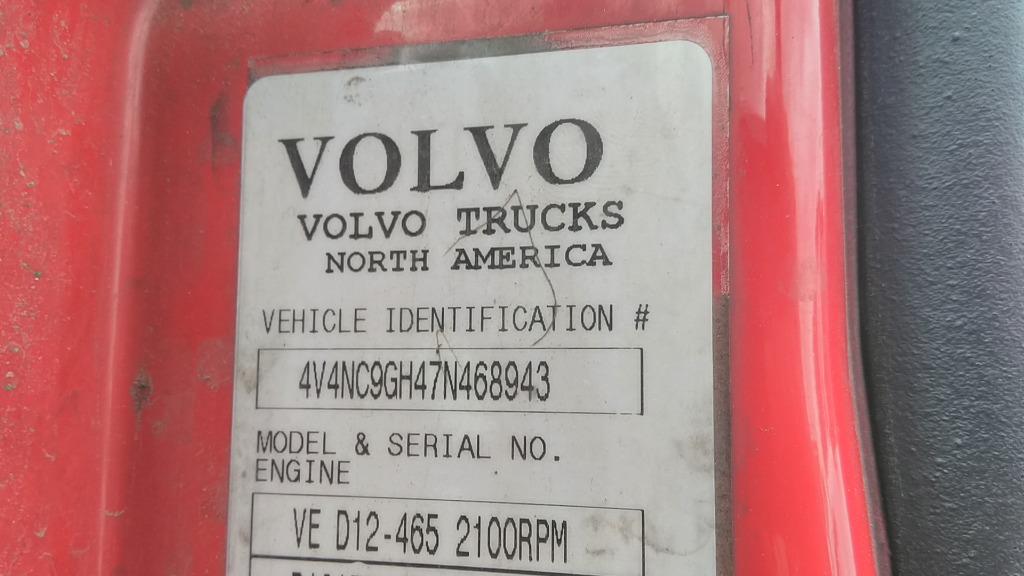 VOLVO
VOLVO TRUCKS
NORTH AMERICA
VEHICLE IDENTIFICATION #
4V4NC9GH47N468943
MODEL & SERIAL NO.
ENGINE
VE D12-465 2100RPM